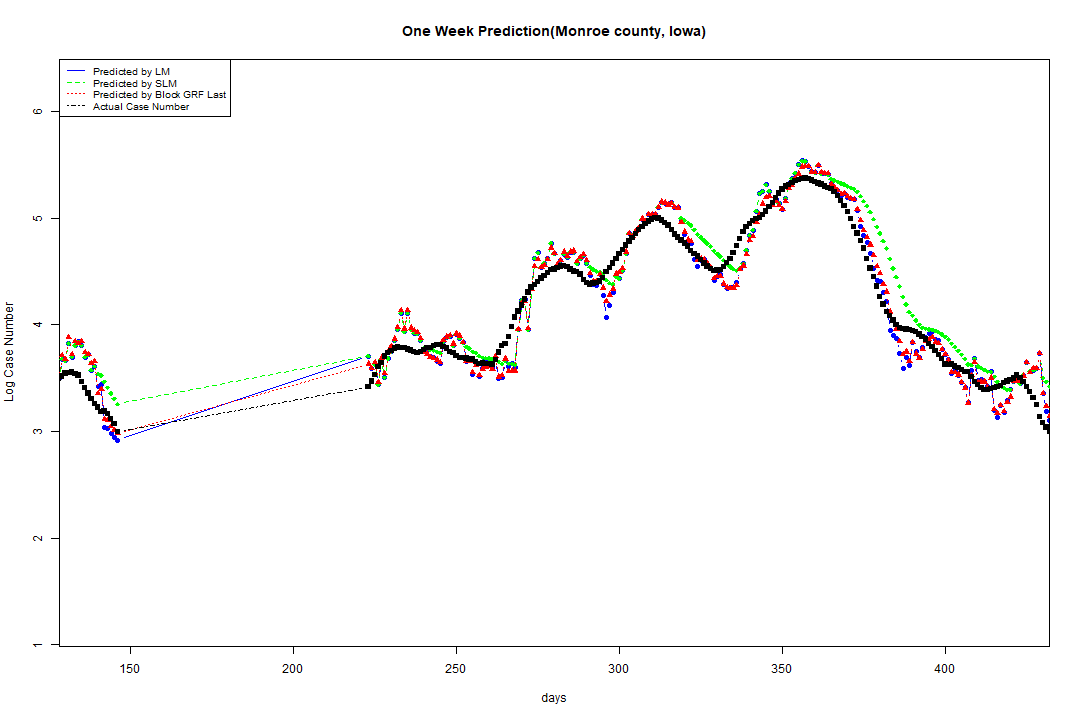 One Week Prediction(Monroe county, Iowa)
Predicted by LM
Predicted by SLM
Predicted by Block GRF Last
Actual Case Number
Log Case Number
6
5
4
3
2
1
150 200 250 300 350 400
days